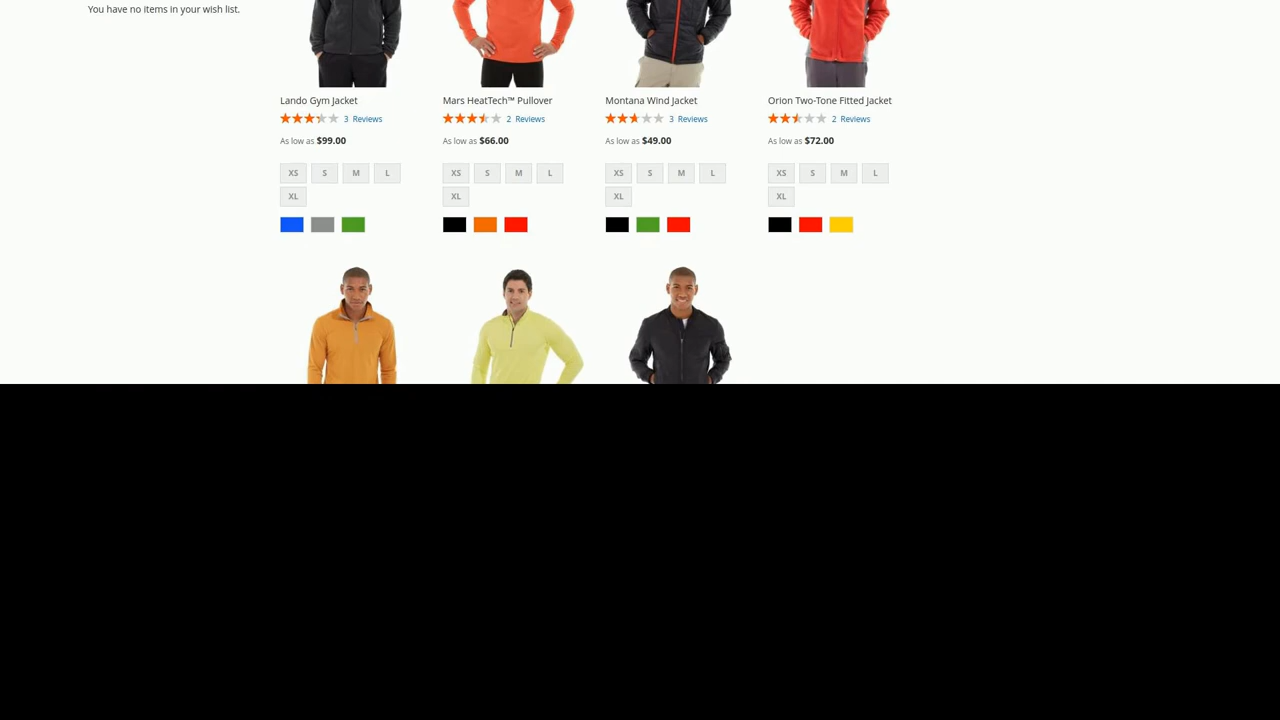 You have no items in your wish list.
Lando Gym Jacket
3 Reviews
As low as $99.00
XS S M L
XL
Mars HeatTech™ Pullover
2 Reviews
As low as $66.00
XS S M L
XL
Montana Wind Jacket
3 Reviews
As low as $49.00
XS S M L
XL
Orion Two-Tone Fitted Jacket
2 Reviews
As low as $72.00
XS S M L
XL